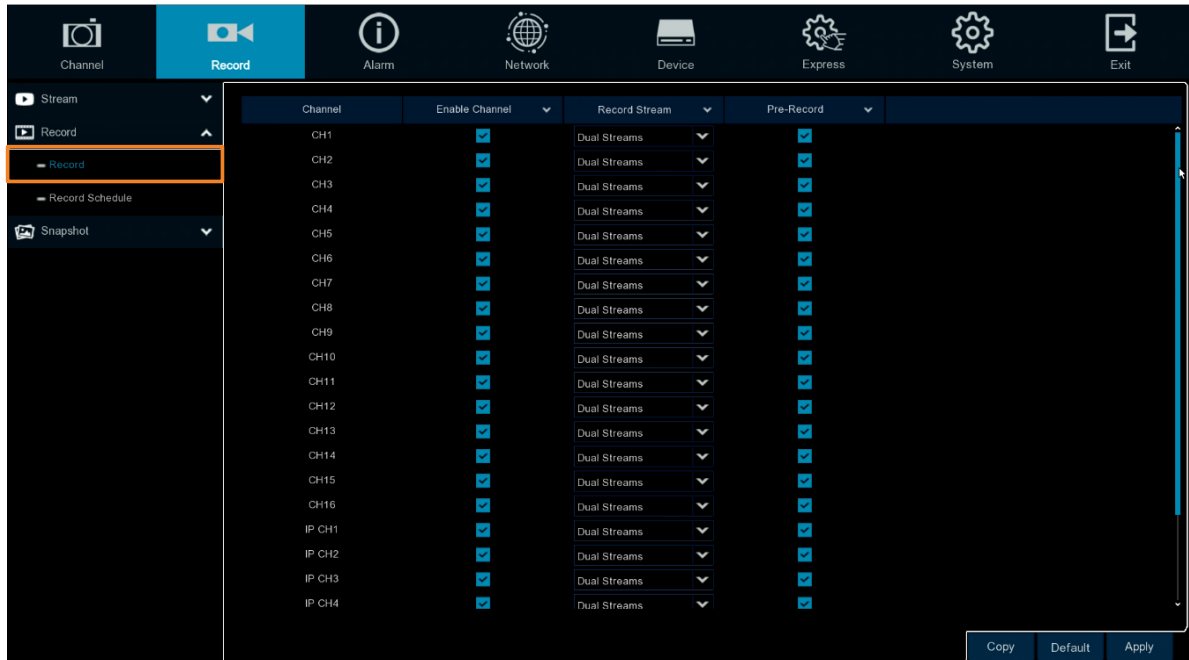 Channel Record Alarm Network Device Express System Exit
Stream
Record
Record
Record Schedule
Snapshot
Channel Enable Channel Record Stream Pre-Record
CH1 Dual Streams
CH2 Dual Streams
CH3 Dual Streams
CH4 Dual Streams
CH5 Dual Streams
CH6 Dual Streams
CH7 Dual Streams
CH8 Dual Streams
CH9 Dual Streams
CH10 Dual Streams
CH11 Dual Streams
CH12 Dual Streams
CH13 Dual Streams
CH14 Dual Streams
CH15 Dual Streams
CH16 Dual Streams
IP CH1 Dual Streams
IP CH2 Dual Streams
IP CH3 Dual Streams
IP CH4 Dual Streams
Copy Default Apply